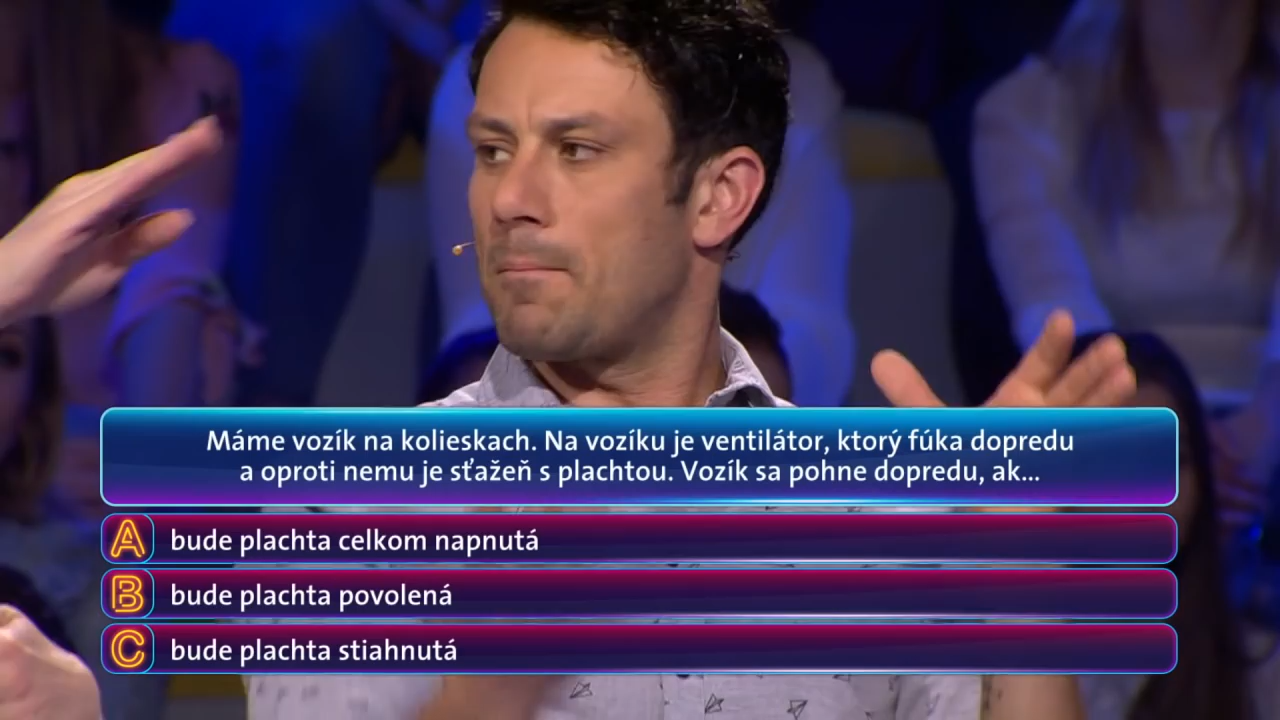 Máme vozík na kolieskach. Na vozíku je ventilátor, ktorý fúka dopredu
a oproti nemu je sťažeň s plachtou. Vozík sa pohne dopredu, ak...
A bude plachta celkom napnutá
B bude plachta povolená
C bude plachta stiahnutá